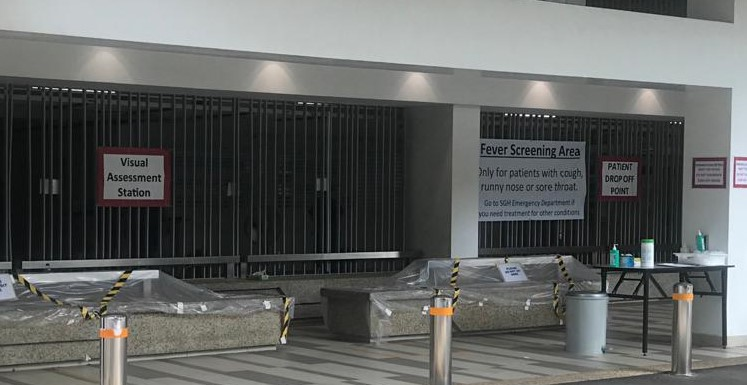 Visual
Assessment
Station
Fever Screening Area
Only for patients with cough,
runny nose or sore throat.
Go to SGH Emergency Department if
you need treatment for other conditions
PATIENT
DROP OFF
POINT